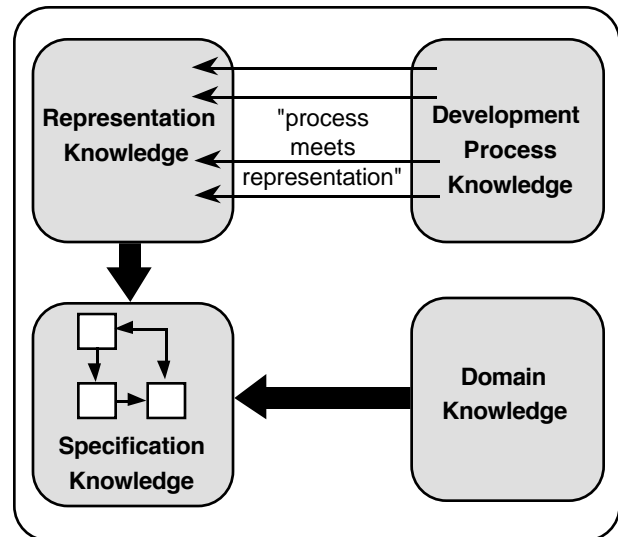 Representation
Knowledge
"process
meets
representation"
Development
Process
Knowledge
Specification
Knowledge
Domain
Knowledge